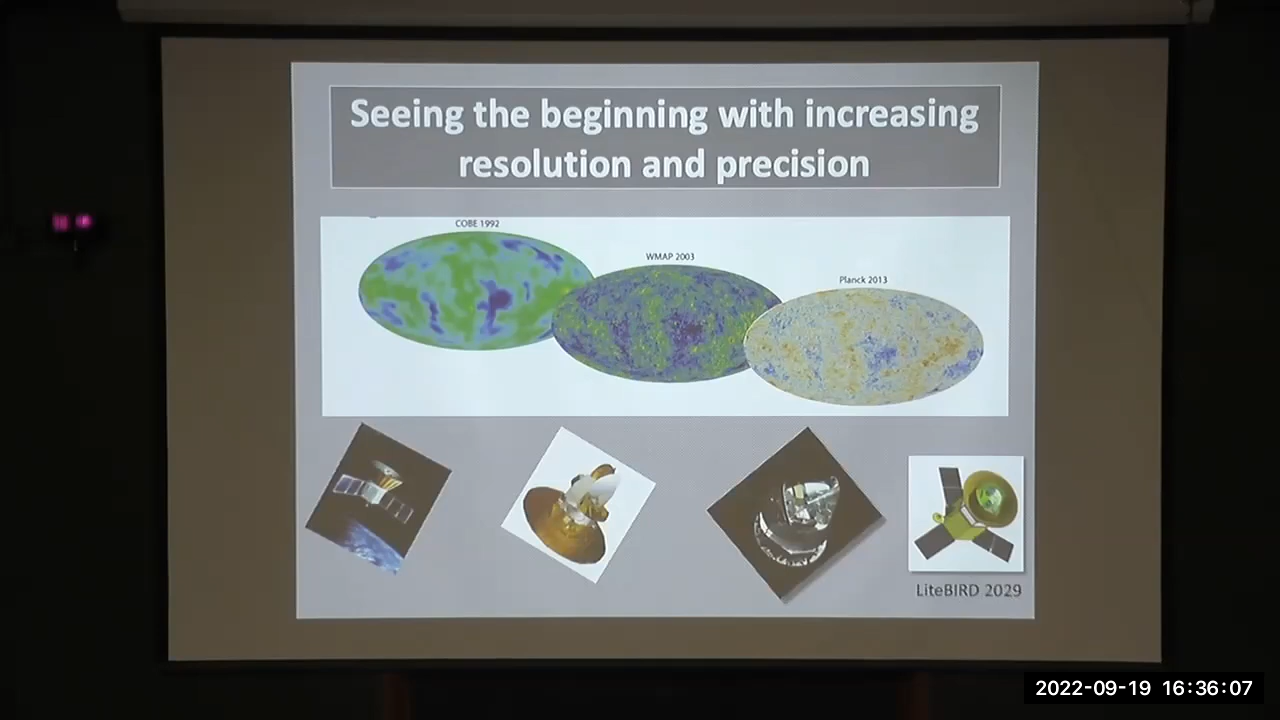 Seeing the beginning with increasing
resolution and precision
COBE 1992
WMAP 2003
Planck 2013
LiteBIRD 2029
2022-09-19 16:36:07